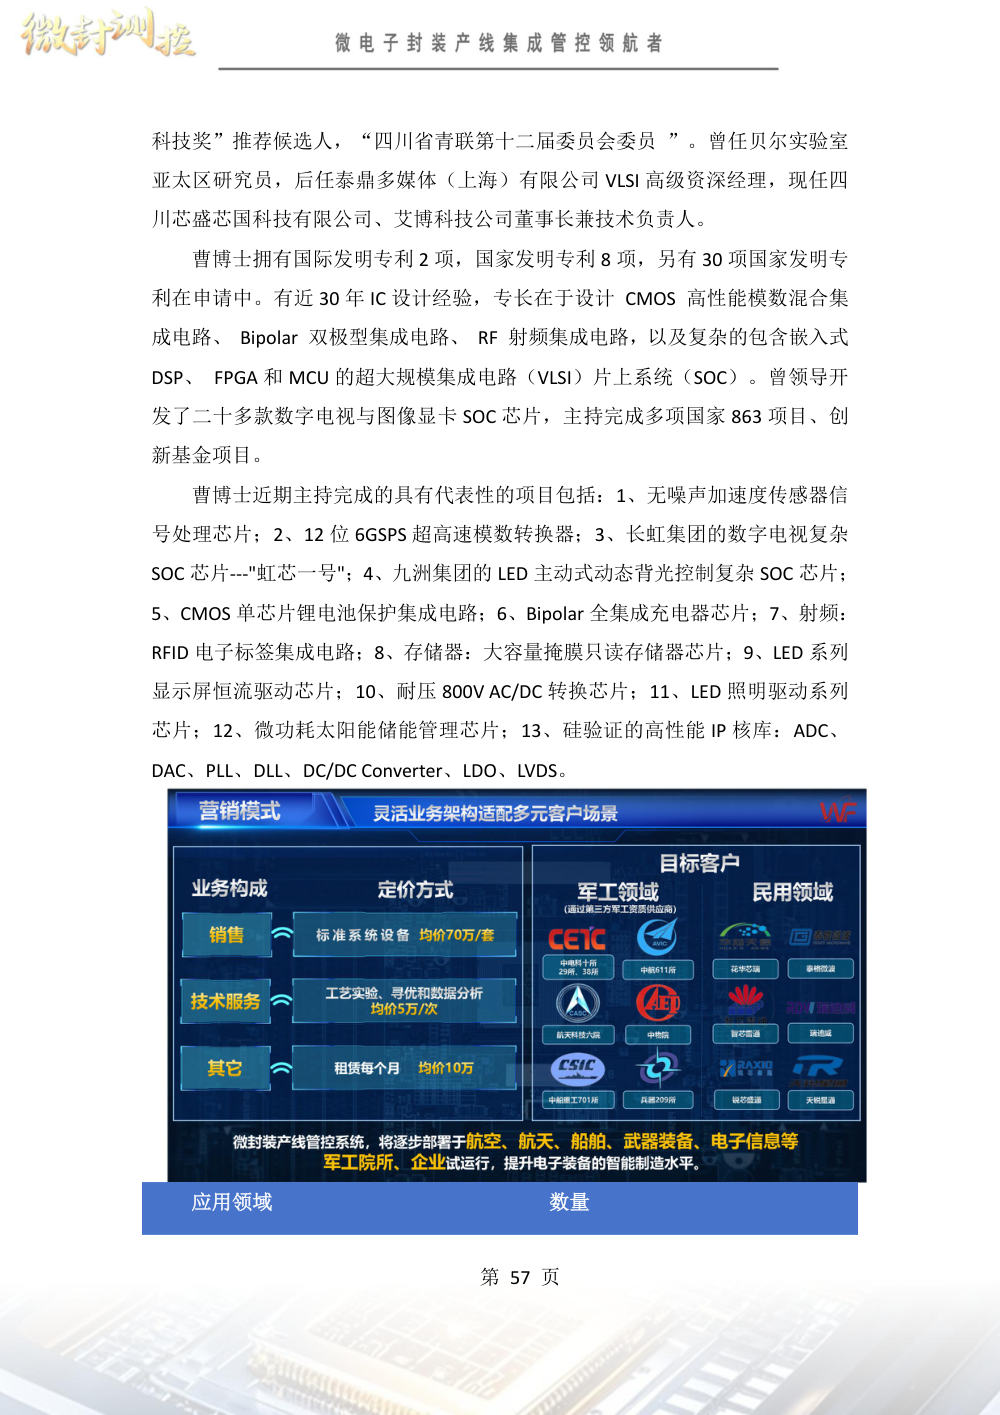 微封训控
微电子封装产线集成管控领航者
科技奖”推荐候选人，“四川省青联第十二届委员会委员 ”。曾任贝尔实验室
亚太区研究员，后任泰鼎多媒体（上海）有限公司 VLSI 高级资深经理，现任四
川芯盛芯国科技有限公司、艾博科技公司董事长兼技术负责人。
曹博士拥有国际发明专利 2 项，国家发明专利 8 项，另有 30 项国家发明专
利在申请中。有近 30 年 IC 设计经验，专长在于设计 CMOS 高性能模数混合集
成电路、 Bipolar 双极型集成电路、 RF 射频集成电路，以及复杂的包含嵌入式
DSP、 FPGA 和 MCU 的超大规模集成电路（VLSI）片上系统（SOC）。曾领导开
发了二十多款数字电视与图像显卡 SOC 芯片，主持完成多项国家 863 项目、创
新基金项目。
曹博士近期主持完成的具有代表性的项目包括：1、无噪声加速度传感器信
号处理芯片；2、12 位 6GSPS 超高速模数转换器；3、长虹集团的数字电视复杂
SOC 芯片---"虹芯一号"；4、九洲集团的 LED 主动式动态背光控制复杂 SOC 芯片；
5、CMOS 单芯片锂电池保护集成电路；6、Bipolar 全集成充电器芯片；7、射频：
RFID 电子标签集成电路；8、存储器：大容量掩膜只读存储器芯片；9、LED 系列
显示屏恒流驱动芯片；10、耐压 800V AC/DC 转换芯片；11、LED 照明驱动系列
芯片；12、微功耗太阳能储能管理芯片；13、硅验证的高性能 IP 核库：ADC、
DAC、PLL、DLL、DC/DC Converter、LDO、LVDS。
营销模式 灵活业务架构适配多元客户场景 WF
业务构成 定价方式
销售 标准系统设备 均价70万/套
技术服务 工艺实验、寻优和数据分析
均价5万/次
其它 租赁每个月 均价10万
目标客户
军工领域 民用领域
(通过第三方军工资质供应商)
CETC AVIC
中电科十所
29所、38所
中航611所 花华芯瑞 泰格微波
CASC AEI
航天科技六院 中物院 智芯雷通 瑞迪威
CSIC RAXIO TR
中船重工701所 兵器209所 锐芯盛通 天锐星通
微封装产线管控系统，将逐步部署于航空、航天、船舶、武器装备、电子信息等
军工院所、企业试运行，提升电子装备的智能制造水平。
应用领域 数量
第 57 页